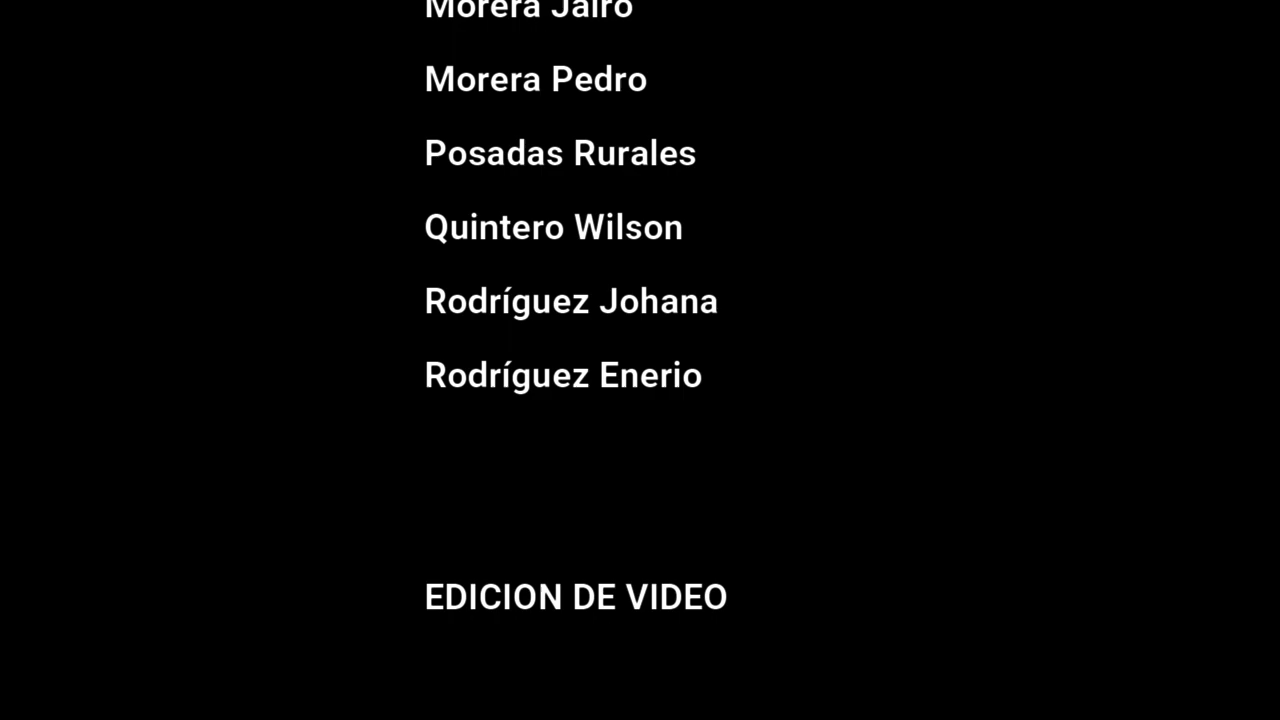 Morera Jairo
Morera Pedro
Posadas Rurales
Quintero Wilson
Rodríguez Johana
Rodríguez Enerio
EDICION DE VIDEO